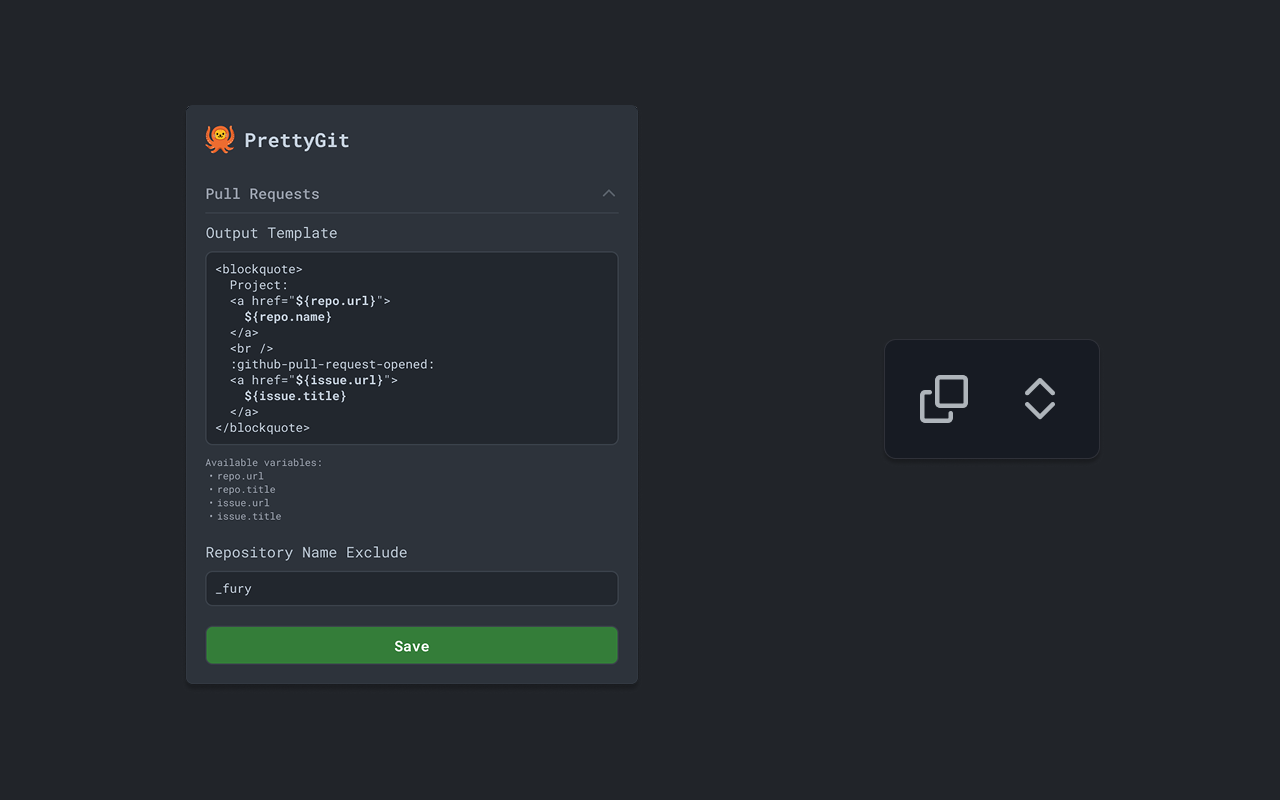 PrettyGit
Pull Requests
Output Template
<blockquote>
  Project:
  <a href="${repo.url}">
    ${repo.name}
  </a>
  <br />
  :github-pull-request-opened:
  <a href="${issue.url}">
    ${issue.title}
  </a>
</blockquote>
Available variables:
• repo.url
• repo.title
• issue.url
• issue.title
Repository Name Exclude
_fury
Save